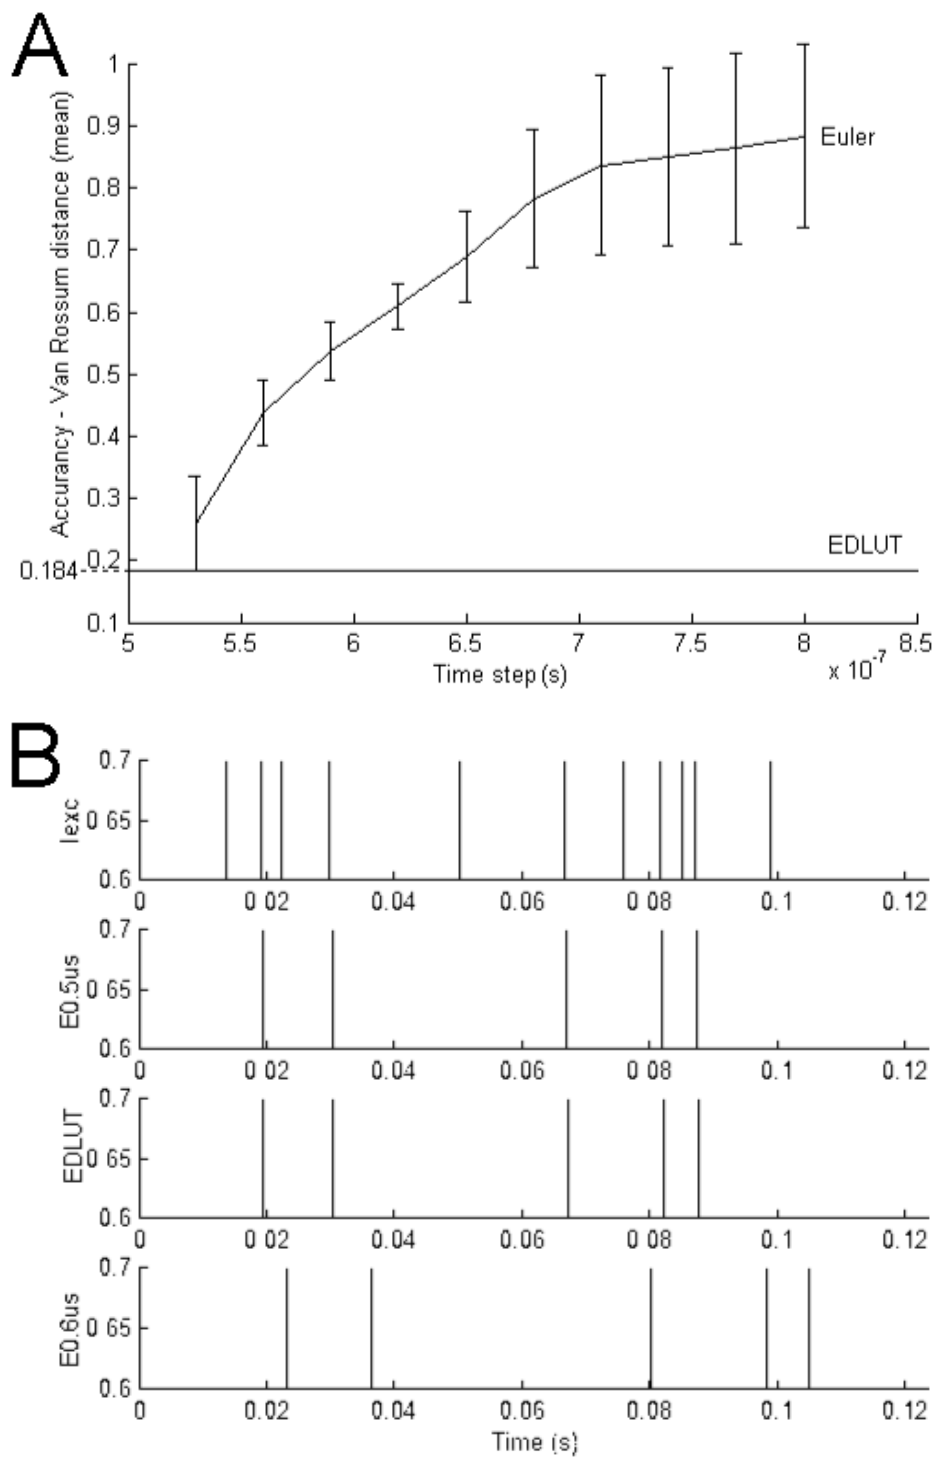 A
Accurancy - Van Rossum distance (mean)
1
0.9
0.8
0.7
0.6
0.5
0.4
0.3
0.2
0.184
0.1
Euler
EDLUT
5 5.5 6 6.5 7 7.5 8 8.5
Time step (s)
x 10⁻⁷
B
Iexc
0.7
0 65
0.6
0 0 02 0.04 0.06 0 08 0.1 0.12
E0.5us
0.7
0 65
0.6
0 0 02 0.04 0.06 0 08 0.1 0.12
EDLUT
0.7
0 65
0.6
0 0 02 0.04 0.06 0 08 0.1 0.12
E0.6us
0.7
0 65
0.6
0 0.02 0.04 0.06 0.08 0.1 0.12
Time (s)